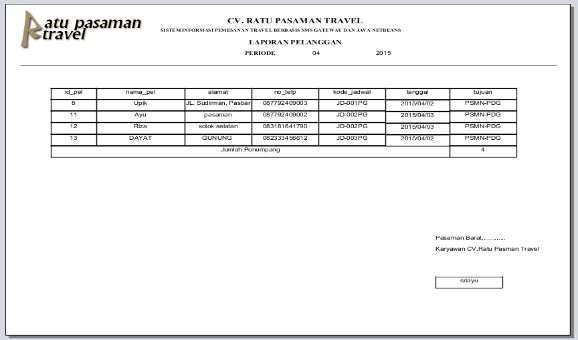 Ratu pasaman travel
CV. RATU PASAMAN TRAVEL
SISTEM INFORMASI PEMESANAN TRAVEL BERBASIS SMS GATEWAY DAN JAVA NETBEANS
LAPORAN PELANGGAN
PERIODE 04 2015
id_pel nama_pel alamat no_telp kode_jadwal tanggal tujuan
8 Upik JL. Sudirman, Pasbar 087792409003 JD-001PG 2015/04/02 PSMN-PDG
11 Ayu pasaman 087792409002 JD-002PG 2015/04/03 PSMN-PDG
12 Riza solok selatan 083181641790 JD-002PG 2015/04/03 PSMN-PDG
13 DAYAT GUNUNG 082333456612 JD-003PG 2015/04/02 PSMN-PDG
Jumlah Penumpang 4
Pasaman Barat,...........
Karyawan CV.Ratu Pasman Travel